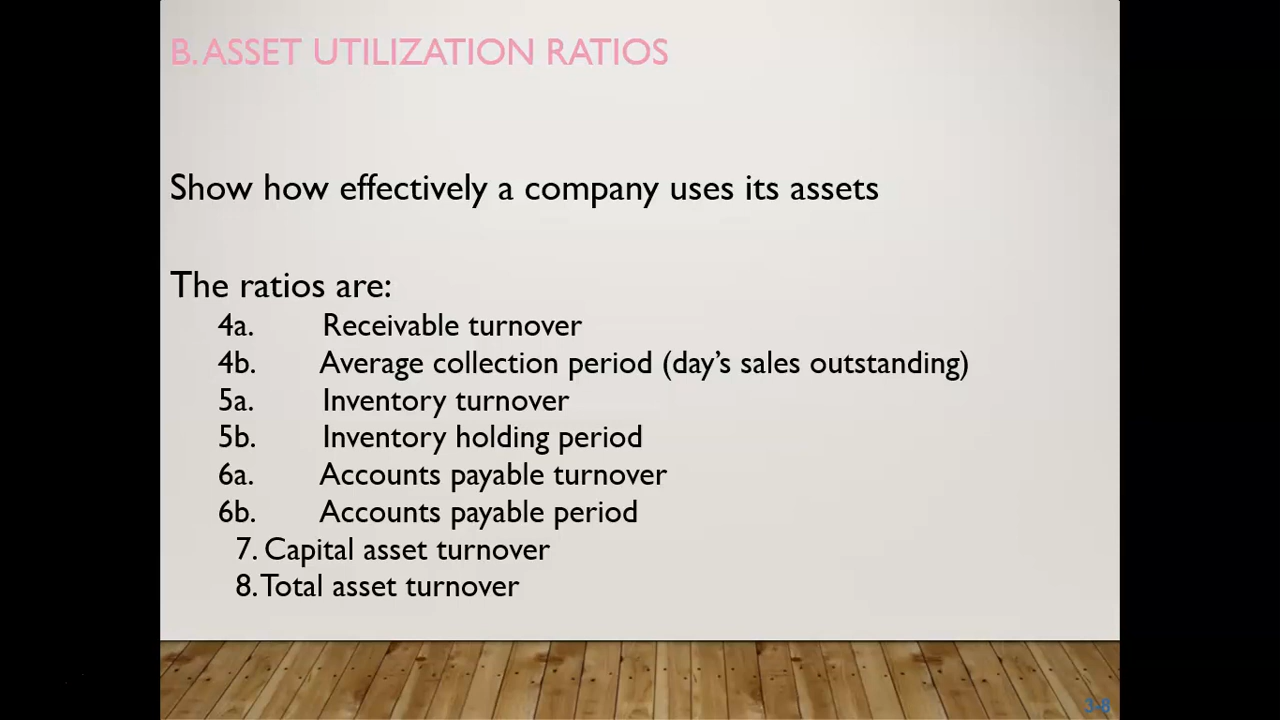 B. ASSET UTILIZATION RATIOS
Show how effectively a company uses its assets
The ratios are:
4a. Receivable turnover
4b. Average collection period (day's sales outstanding)
5a. Inventory turnover
5b. Inventory holding period
6a. Accounts payable turnover
6b. Accounts payable period
7. Capital asset turnover
8. Total asset turnover
3-8